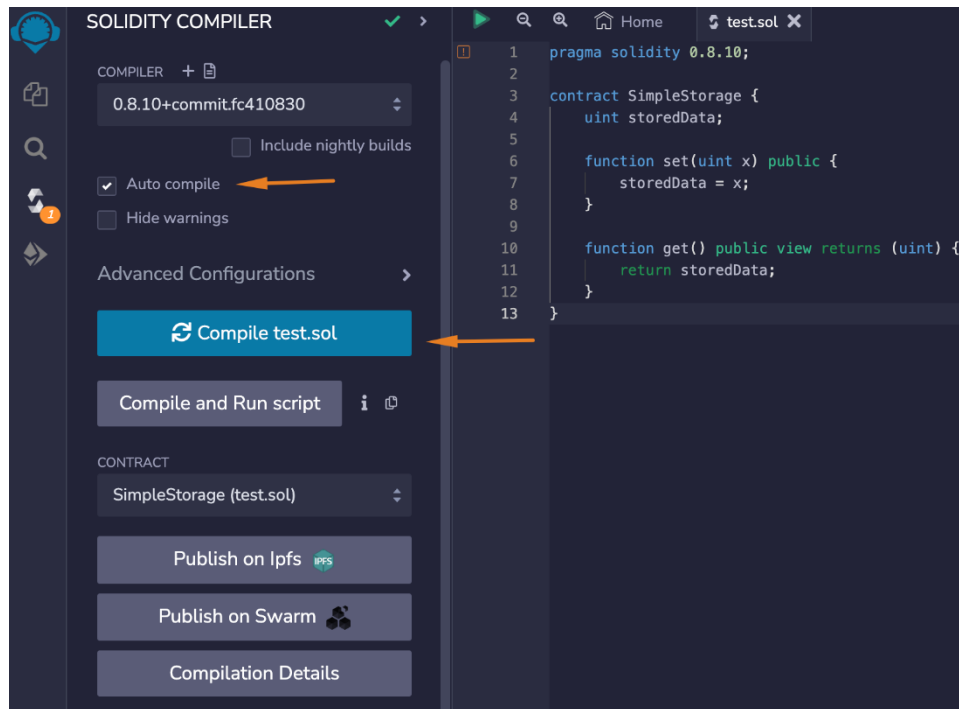 SOLIDITY COMPILER
COMPILER
0.8.10+commit.fc410830
Include nightly builds
Auto compile
Hide warnings
Advanced Configurations
Compile test.sol
Compile and Run script
CONTRACT
SimpleStorage (test.sol)
Publish on Ipfs IPFS
Publish on Swarm
Compilation Details
1
Home
test.sol
1 pragma solidity 0.8.10;
2
3 contract SimpleStorage {
4 uint storedData;
5
6 function set(uint x) public {
7 storedData = x;
8 }
9
10 function get() public view returns (uint) {
11 return storedData;
12 }
13 }